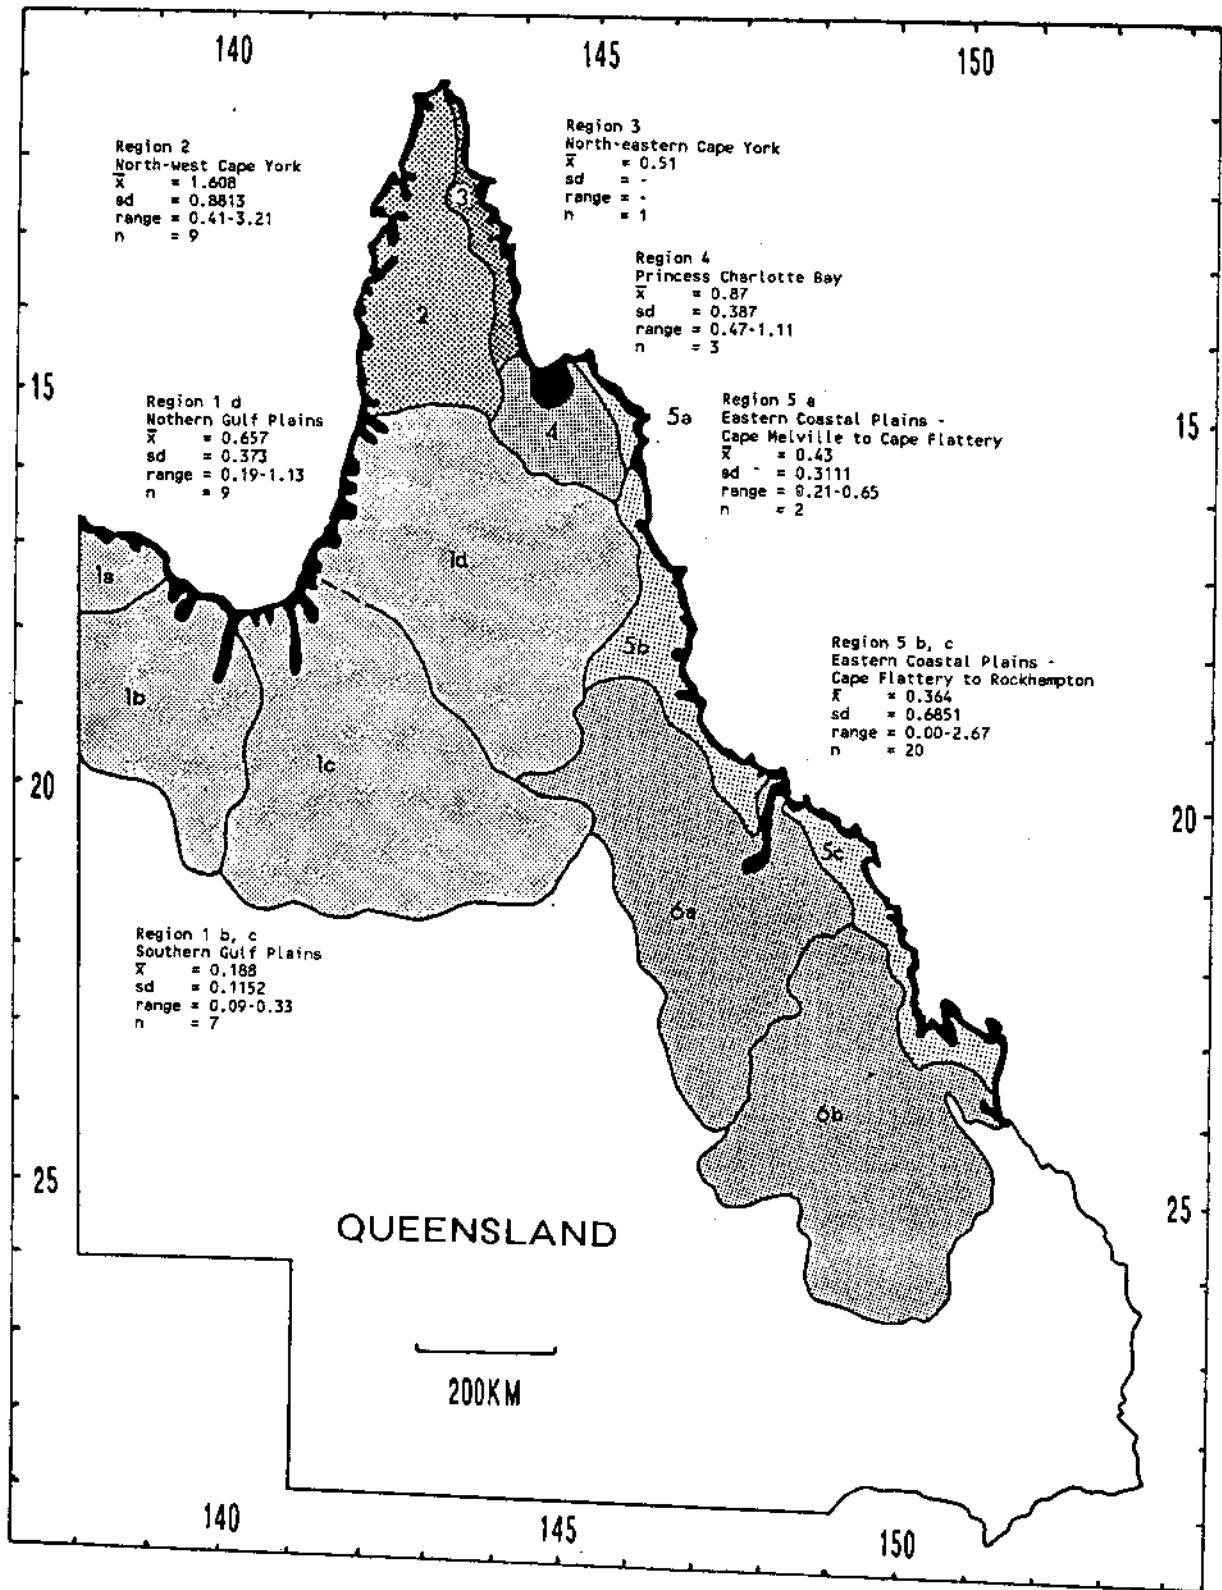 140
145
150
Region 2
North-west Cape York
x̄ = 1.608
sd = 0.8813
range = 0.41-3.21
n = 9
Region 3
North-eastern Cape York
x̄ = 0.51
sd = -
range = -
n = 1
Region 4
Princess Charlotte Bay
x̄ = 0.87
sd = 0.387
range = 0.47-1.11
n = 3
3
2
15
Region 1 d
Nothern Gulf Plains
x̄ = 0.657
sd = 0.373
range = 0.19-1.13
n = 9
4
5a
Region 5 a
Eastern Coastal Plains -
Cape Melville to Cape Flattery
x̄ = 0.43
sd = 0.3111
range = 0.21-0.65
n = 2
15
1a
1d
5b
1b
1c
Region 5 b, c
Eastern Coastal Plains -
Cape Flattery to Rockhampton
x̄ = 0.364
sd = 0.6851
range = 0.00-2.67
n = 20
20
20
5c
6a
Region 1 b, c
Southern Gulf Plains
x̄ = 0.188
sd = 0.1152
range = 0.09-0.33
n = 7
6b
25
25
QUEENSLAND
200KM
140
145
150